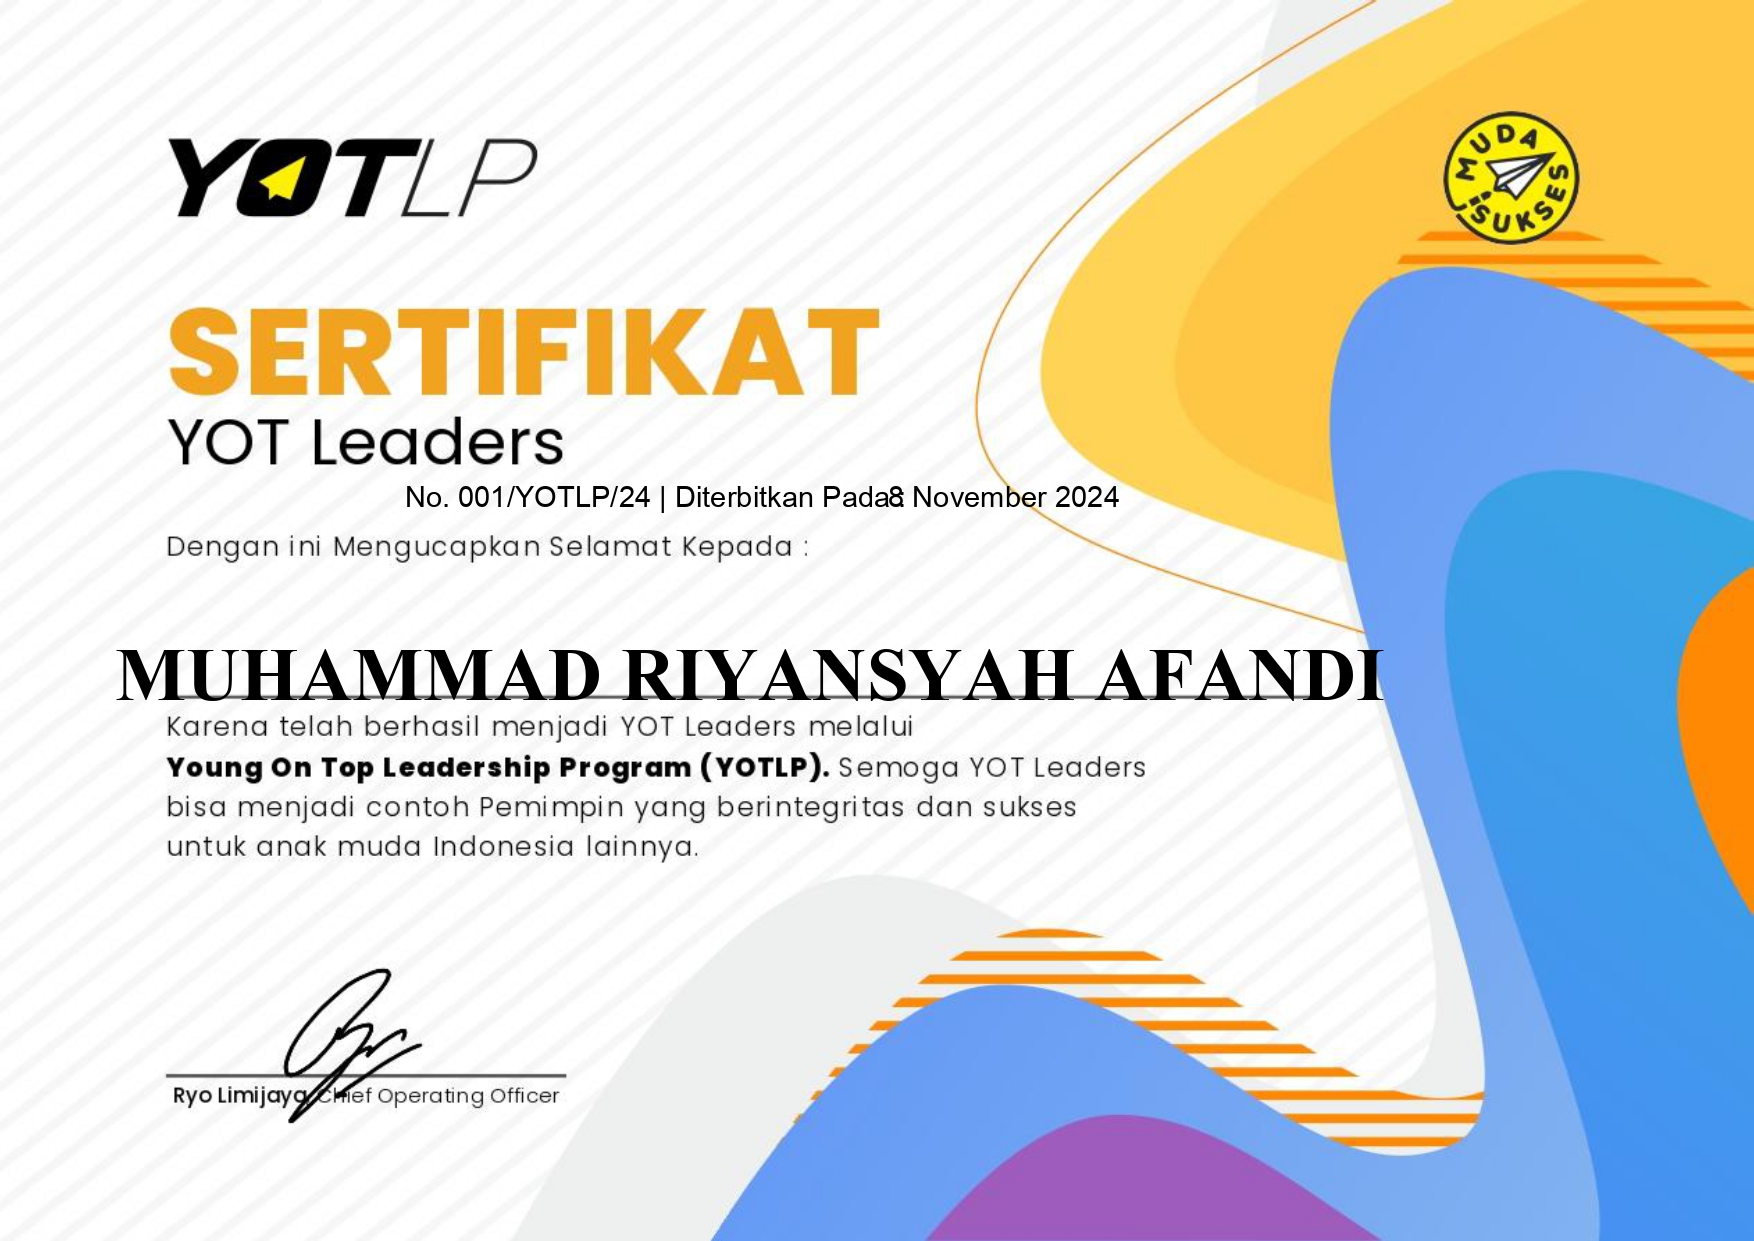 YOTLP
MUDA SUKSES
SERTIFIKAT
YOT Leaders
No. 001/YOTLP/24 | Diterbitkan Pada: 8 November 2024
Dengan ini Mengucapkan Selamat Kepada :
MUHAMMAD RIYANSYAH AFANDI
Karena telah berhasil menjadi YOT Leaders melalui
Young On Top Leadership Program (YOTLP). Semoga YOT Leaders
bisa menjadi contoh Pemimpin yang berintegritas dan sukses
untuk anak muda Indonesia lainnya.
Ryo Limijaya, Chief Operating Officer